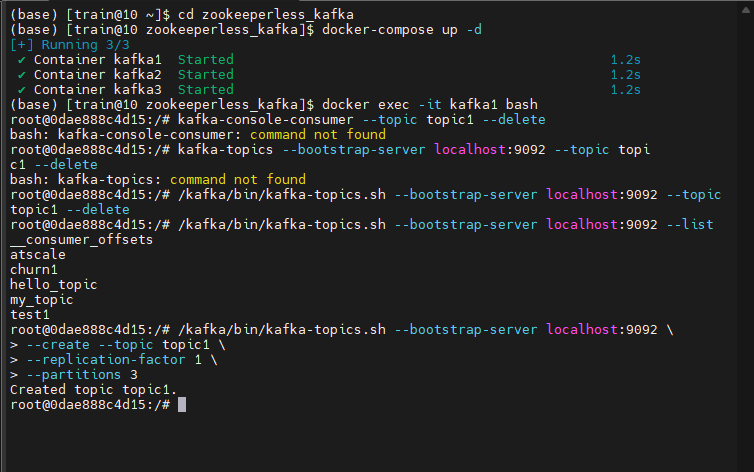 (base) [train@10 ~]$ cd zookeeperless_kafka
(base) [train@10 zookeeperless_kafka]$ docker-compose up -d
[+] Running 3/3
✔ Container kafka1  Started 1.2s
✔ Container kafka2  Started 1.2s
✔ Container kafka3  Started 1.2s
(base) [train@10 zookeeperless_kafka]$ docker exec -it kafka1 bash
root@0dae888c4d15:/# kafka-console-consumer --topic topic1 --delete
bash: kafka-console-consumer: command not found
root@0dae888c4d15:/# kafka-topics --bootstrap-server localhost:9092 --topic topi
c1 --delete
bash: kafka-topics: command not found
root@0dae888c4d15:/# /kafka/bin/kafka-topics.sh --bootstrap-server localhost:9092 --topic
topic1 --delete
root@0dae888c4d15:/# /kafka/bin/kafka-topics.sh --bootstrap-server localhost:9092 --list
__consumer_offsets
atscale
churn1
hello_topic
my_topic
test1
root@0dae888c4d15:/# /kafka/bin/kafka-topics.sh --bootstrap-server localhost:9092 \
> --create --topic topic1 \
> --replication-factor 1 \
> --partitions 3
Created topic topic1.
root@0dae888c4d15:/#